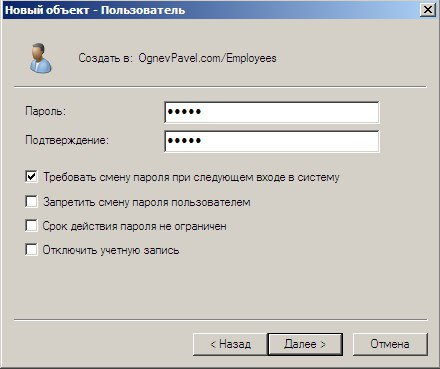 Новый объект - Пользователь
Создать в: OgnevPavel.com/Employees
Пароль: •••••
Подтверждение: •••••
Требовать смену пароля при следующем входе в систему
Запретить смену пароля пользователем
Срок действия пароля не ограничен
Отключить учетную запись
< Назад Далее > Отмена